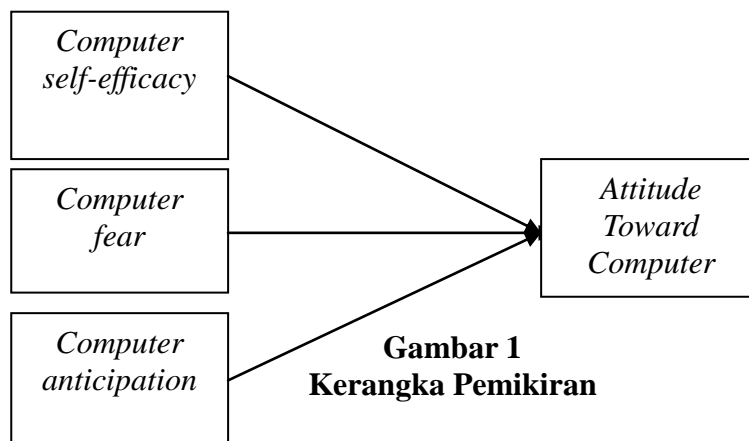 Computer
self-efficacy
Computer
fear
Computer
anticipation
Attitude
Toward
Computer
Gambar 1
Kerangka Pemikiran